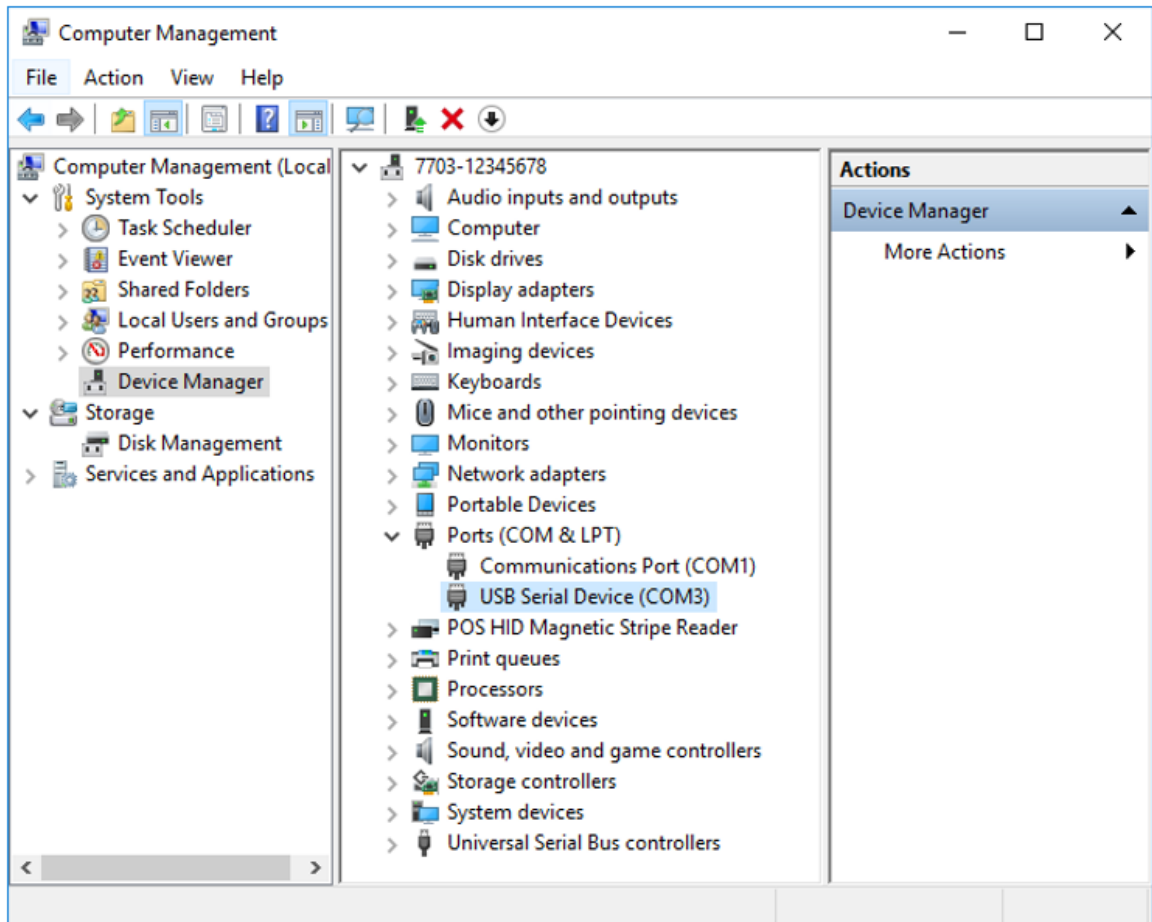 Computer Management
File Action View Help
Computer Management (Local
System Tools
Task Scheduler
Event Viewer
Shared Folders
Local Users and Groups
Performance
Device Manager
Storage
Disk Management
Services and Applications
7703-12345678
Audio inputs and outputs
Computer
Disk drives
Display adapters
Human Interface Devices
Imaging devices
Keyboards
Mice and other pointing devices
Monitors
Network adapters
Portable Devices
Ports (COM & LPT)
Communications Port (COM1)
USB Serial Device (COM3)
POS HID Magnetic Stripe Reader
Print queues
Processors
Software devices
Sound, video and game controllers
Storage controllers
System devices
Universal Serial Bus controllers
Actions
Device Manager
More Actions